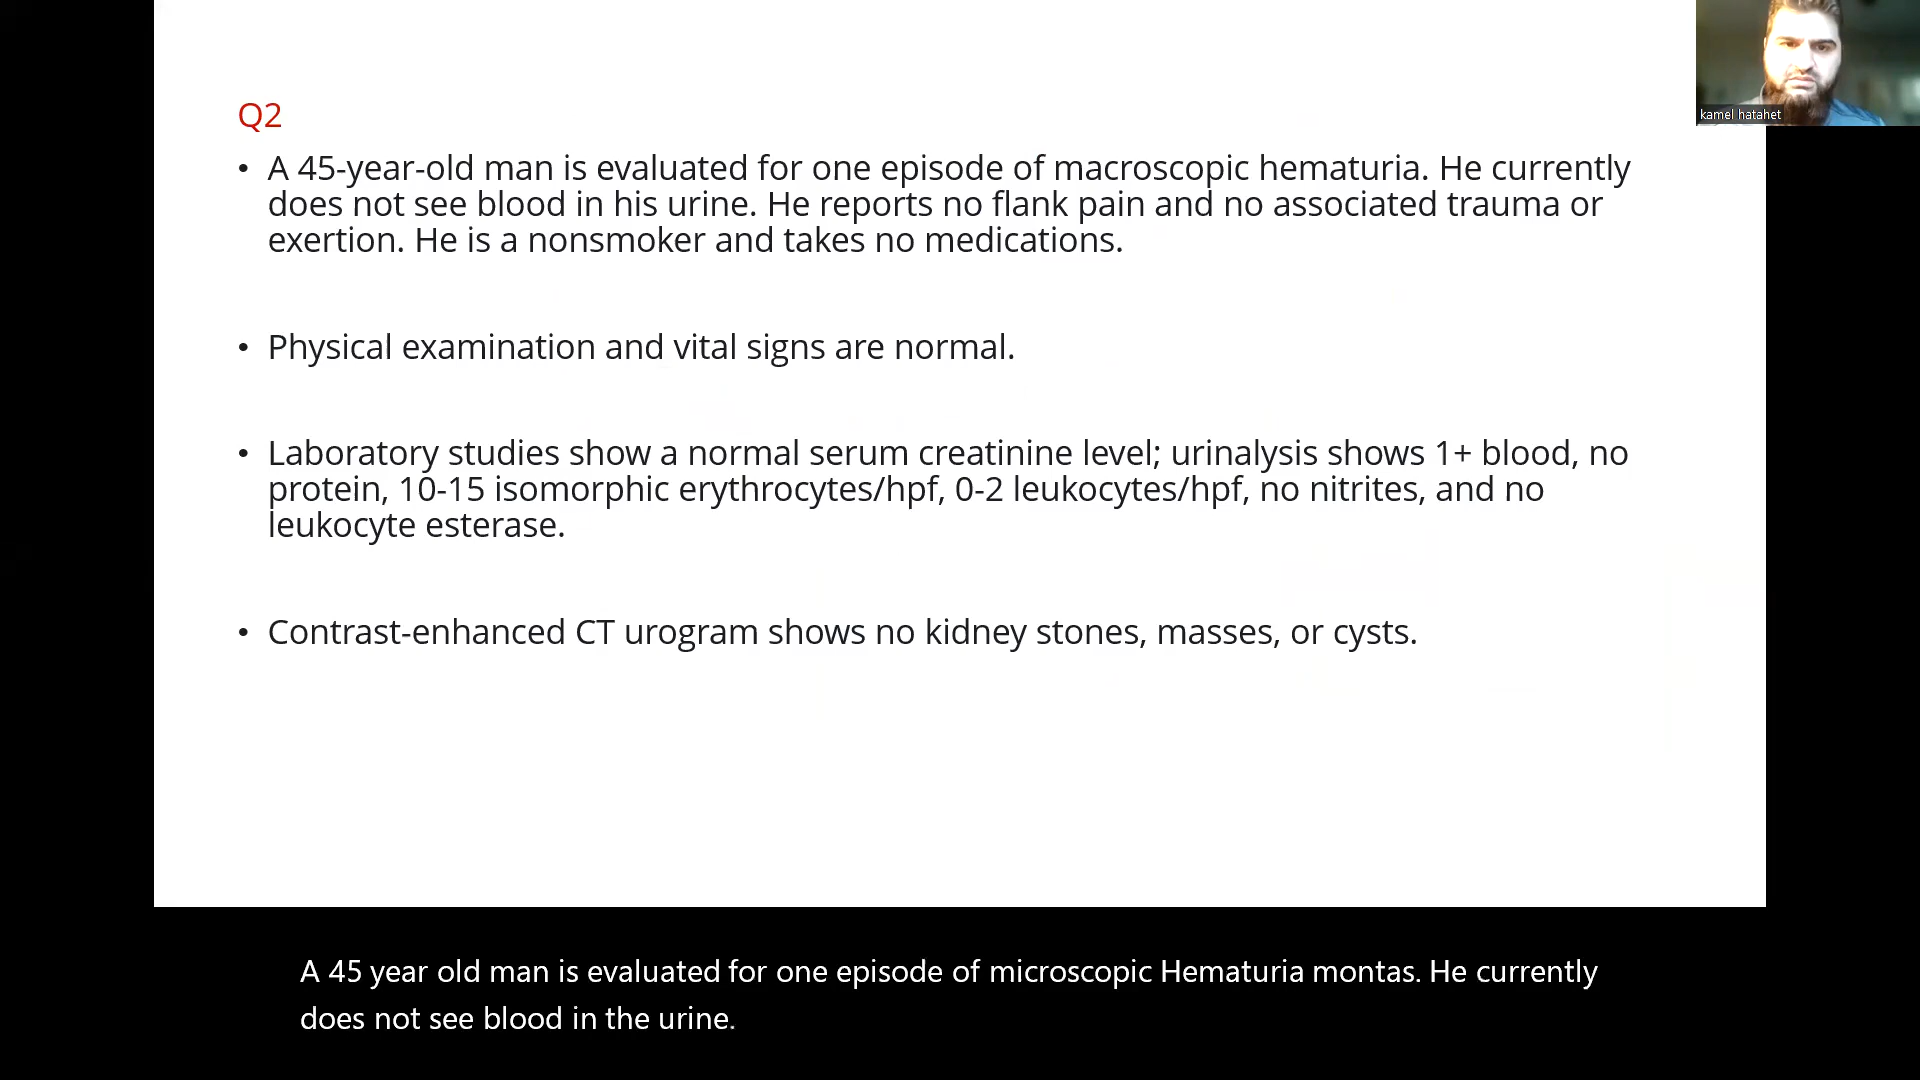 kamel hatahet
Q2
• A 45-year-old man is evaluated for one episode of macroscopic hematuria. He currently
does not see blood in his urine. He reports no flank pain and no associated trauma or
exertion. He is a nonsmoker and takes no medications.
• Physical examination and vital signs are normal.
• Laboratory studies show a normal serum creatinine level; urinalysis shows 1+ blood, no
protein, 10-15 isomorphic erythrocytes/hpf, 0-2 leukocytes/hpf, no nitrites, and no
leukocyte esterase.
• Contrast-enhanced CT urogram shows no kidney stones, masses, or cysts.
A 45 year old man is evaluated for one episode of microscopic Hematuria montas. He currently
does not see blood in the urine.